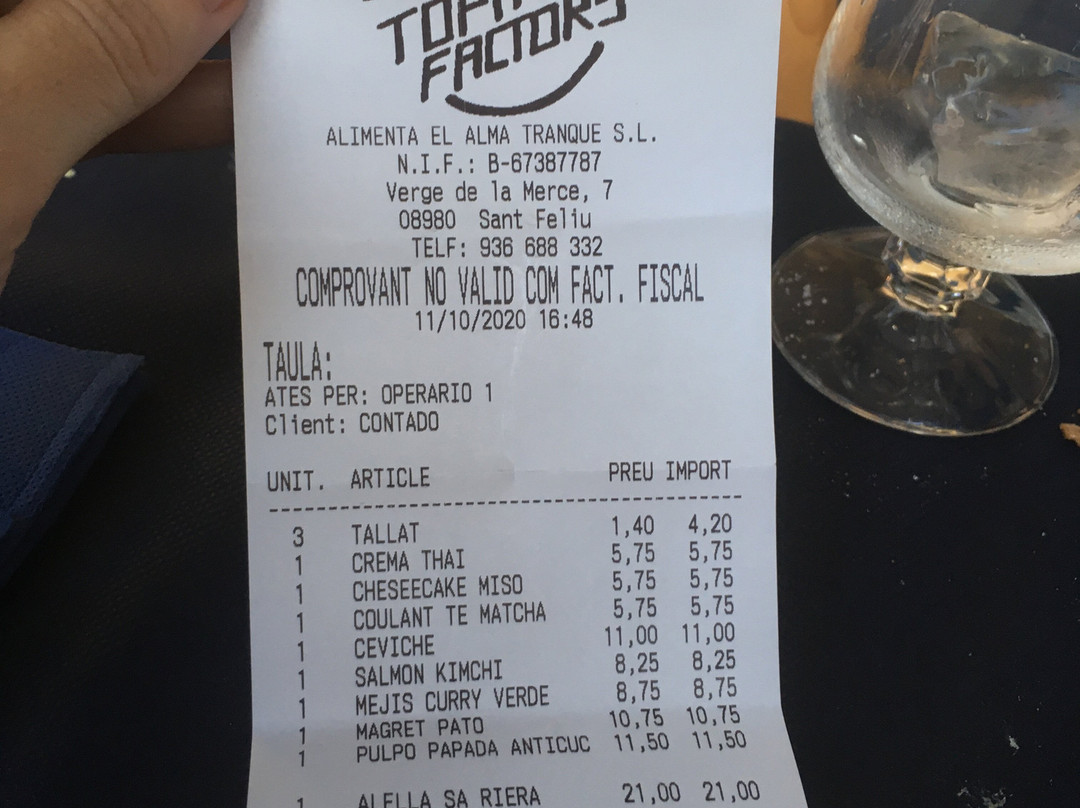 FACTORY
ALIMENTA EL ALMA TRANQUE S.L.
N.I.F.: B-67387787
Verge de la Merce, 7
08980 Sant Feliu
TELF: 936 688 332
COMPROVANT NO VALID COM FACT. FISCAL
11/10/2020 16:48
TAULA:
ATES PER: OPERARIO 1
Client: CONTADO
UNIT. ARTICLE PREU IMPORT
3 TALLAT 1,40 4,20
1 CREMA THAI 5,75 5,75
1 CHESEECAKE MISO 5,75 5,75
1 COULANT TE MATCHA 5,75 5,75
1 CEVICHE 11,00 11,00
1 SALMON KIMCHI 8,25 8,25
1 MEJIS CURRY VERDE 8,75 8,75
1 MAGRET PATO 10,75 10,75
1 PULPO PAPADA ANTICUC 11,50 11,50
1 ALELLA SA RIERA 21,00 21,00